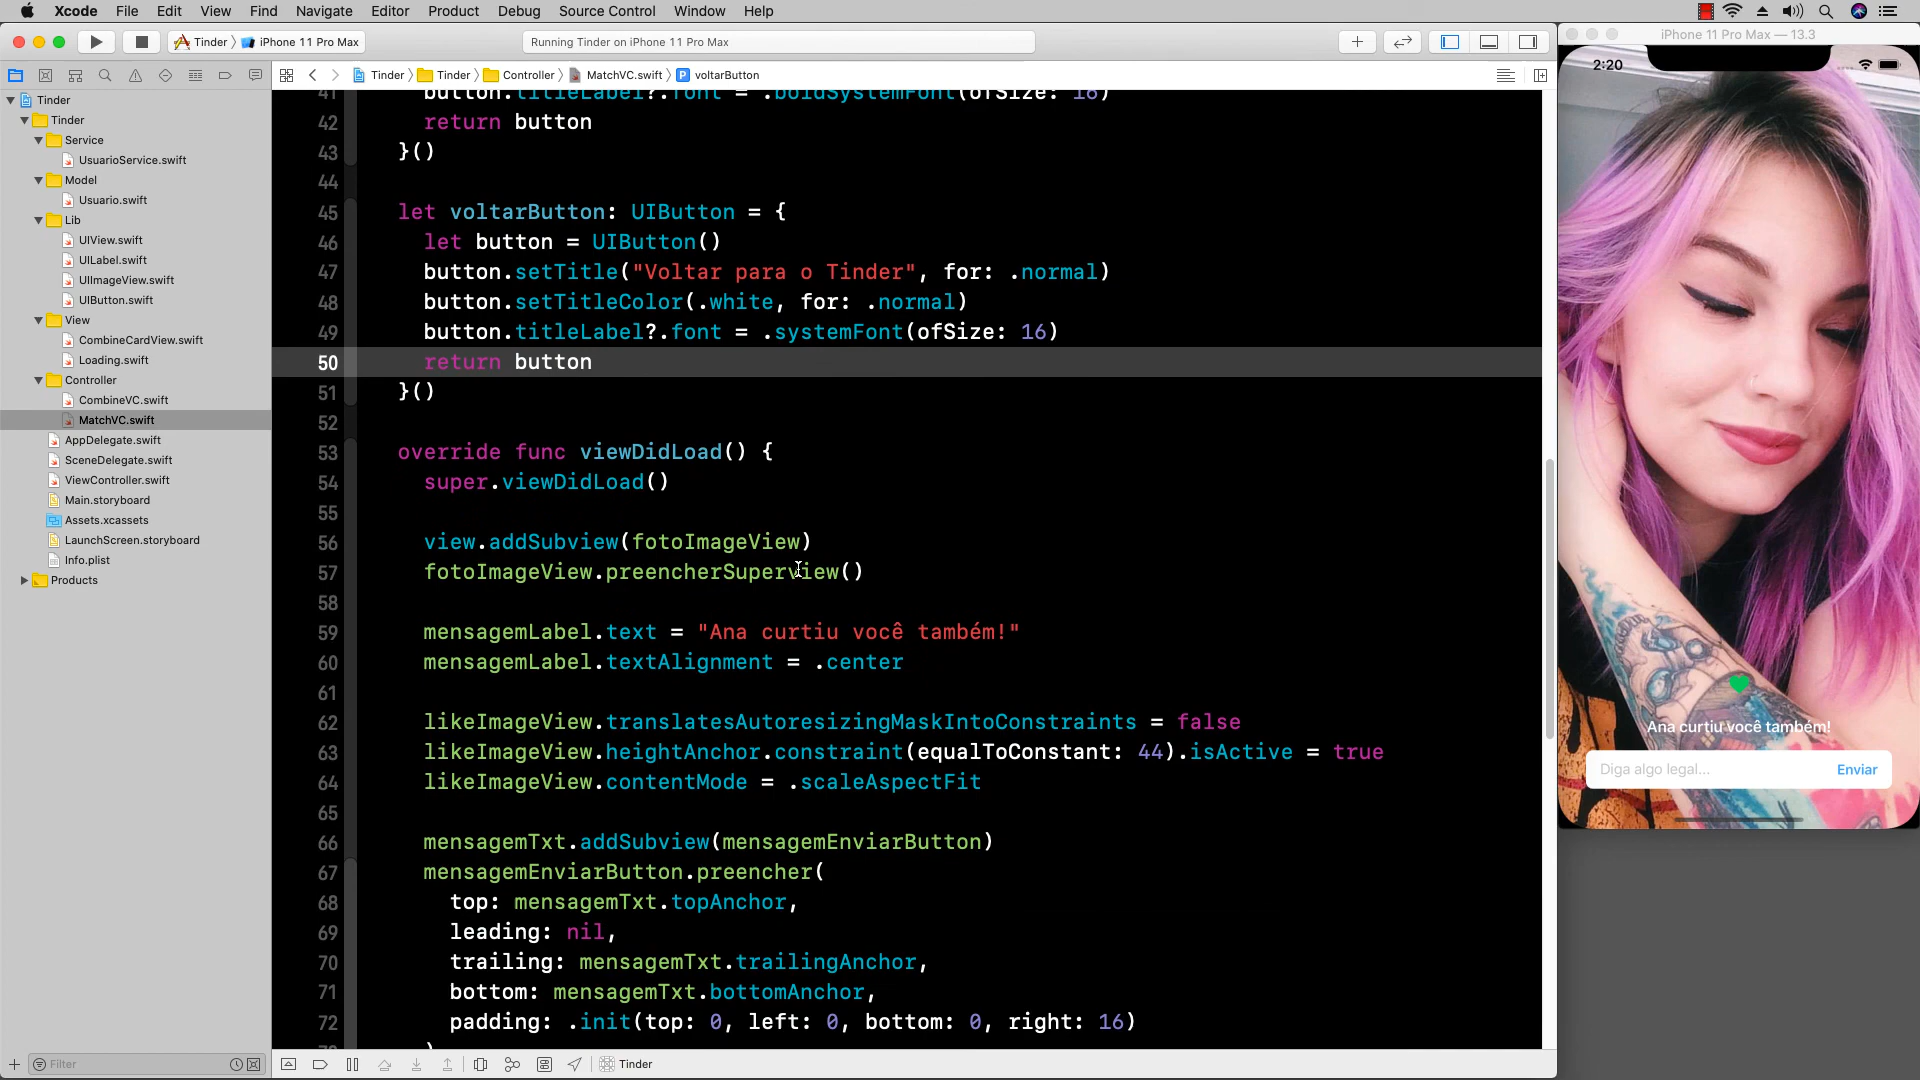 Xcode File Edit View Find Navigate Editor Product Debug Source Control Window Help
Tinder iPhone 11 Pro Max
Running Tinder on iPhone 11 Pro Max
iPhone 11 Pro Max — 13.3
Tinder Tinder Controller MatchVC.swift P voltarButton
2:20
Tinder
Tinder
Service
UsuarioService.swift
Model
Usuario.swift
Lib
UIView.swift
UILabel.swift
UIImageView.swift
UIButton.swift
View
CombineCardView.swift
Loading.swift
Controller
CombineVC.swift
MatchVC.swift
AppDelegate.swift
SceneDelegate.swift
ViewController.swift
Main.storyboard
Assets.xcassets
LaunchScreen.storyboard
Info.plist
Products
Filter
41 button.titleLabel?.font = .boldSystemFont(ofSize: 16)
42 return button
43 }()
44
45 let voltarButton: UIButton = {
46 let button = UIButton()
47 button.setTitle("Voltar para o Tinder", for: .normal)
48 button.setTitleColor(.white, for: .normal)
49 button.titleLabel?.font = .systemFont(ofSize: 16)
50 return button
51 }()
52
53 override func viewDidLoad() {
54 super.viewDidLoad()
55
56 view.addSubview(fotoImageView)
57 fotoImageView.preencherSuperview()
58
59 mensagemLabel.text = "Ana curtiu você também!"
60 mensagemLabel.textAlignment = .center
61
62 likeImageView.translatesAutoresizingMaskIntoConstraints = false
63 likeImageView.heightAnchor.constraint(equalToConstant: 44).isActive = true
64 likeImageView.contentMode = .scaleAspectFit
65
66 mensagemTxt.addSubview(mensagemEnviarButton)
67 mensagemEnviarButton.preencher(
68 top: mensagemTxt.topAnchor,
69 leading: nil,
70 trailing: mensagemTxt.trailingAnchor,
71 bottom: mensagemTxt.bottomAnchor,
72 padding: .init(top: 0, left: 0, bottom: 0, right: 16)
)
Tinder
Ana curtiu você também!
Diga algo legal... Enviar